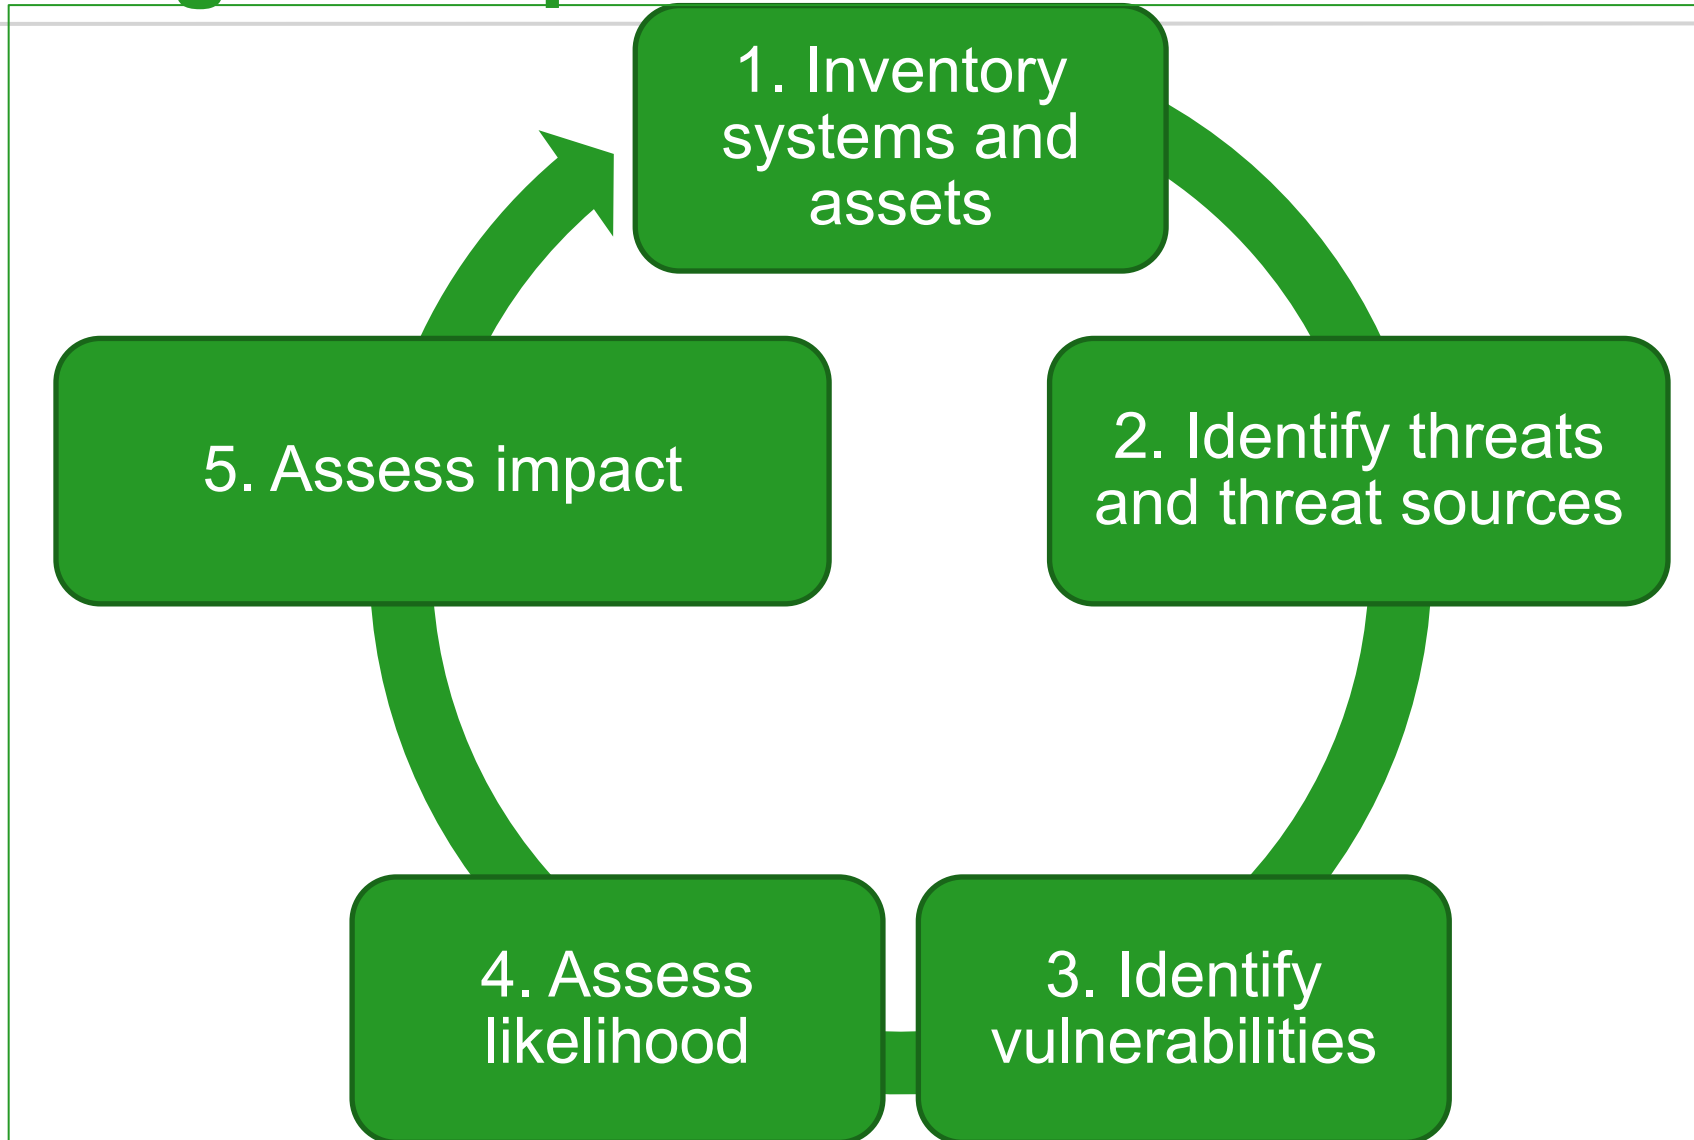 1. Inventory
systems and
assets
2. Identify threats
and threat sources
3. Identify
vulnerabilities
4. Assess
likelihood
5. Assess impact